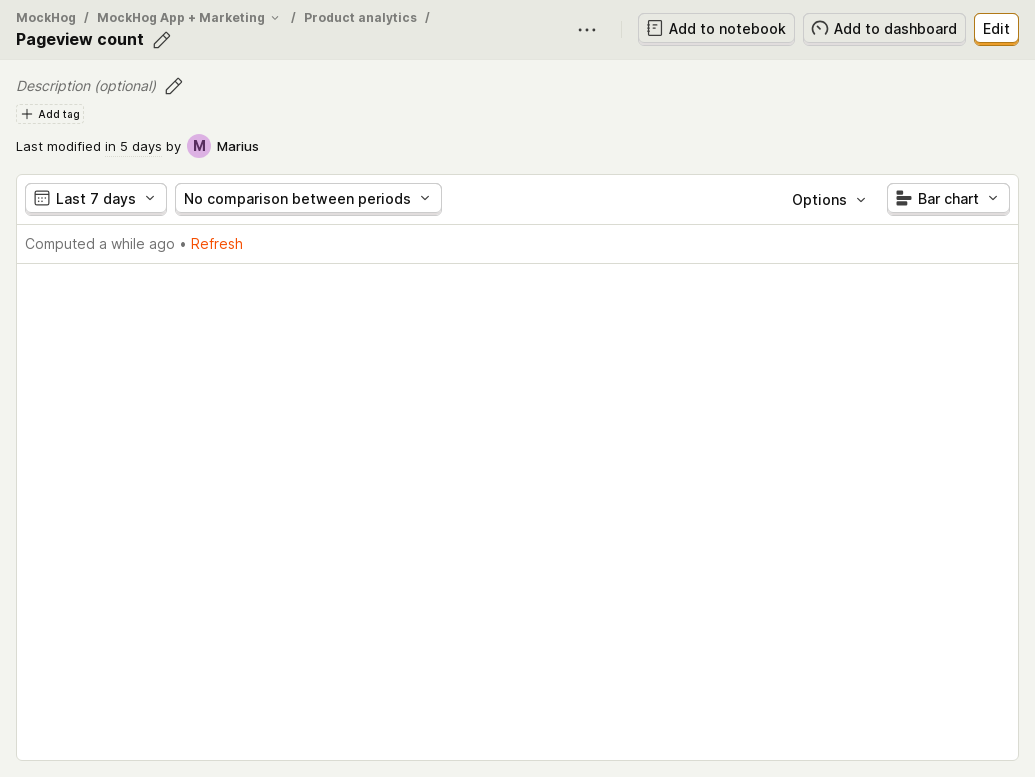 MockHog / MockHog App + Marketing / Product analytics /
Pageview count
Add to notebook
Add to dashboard
Edit
Description (optional)
Add tag
Last modified in 5 days by M Marius
Last 7 days
No comparison between periods
Options
Bar chart
Computed a while ago • Refresh